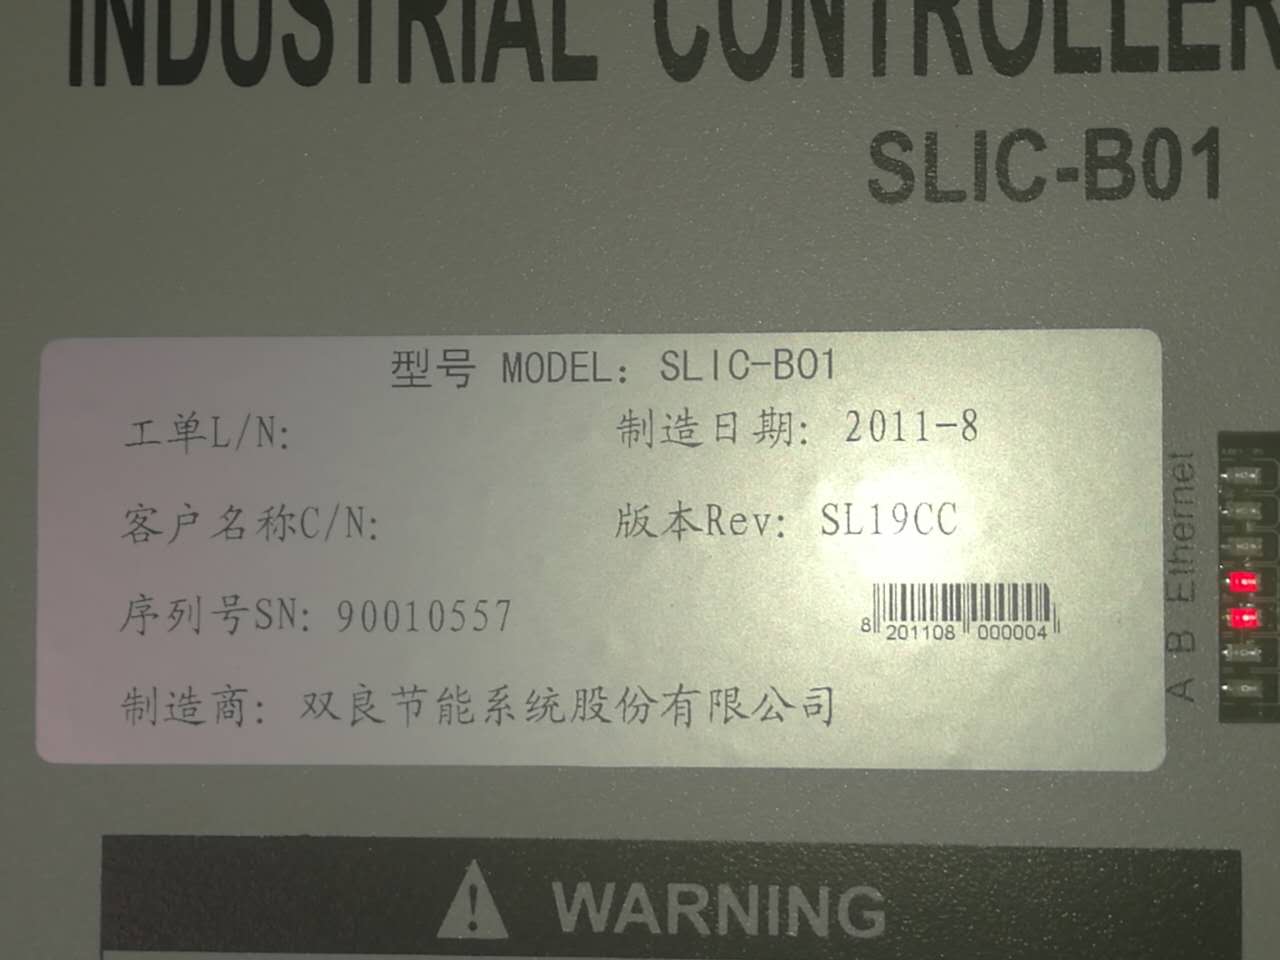 INDUSTRIAL CONTROLLER
SLIC-B01
型号 MODEL: SLIC-B01
工单L/N:
制造日期: 2011-8
客户名称C/N:
版本Rev: SL19CC
序列号SN: 90010557
8 201108 000004
制造商: 双良节能系统股份有限公司
A B Ethernet
WARNING